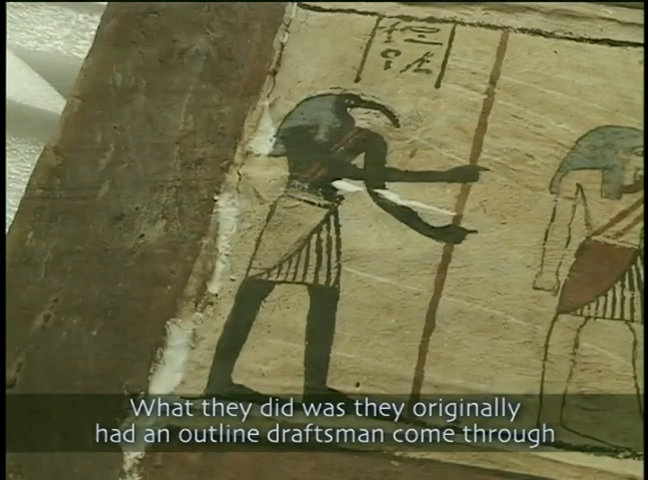 What they did was they originally
had an outline draftsman come through